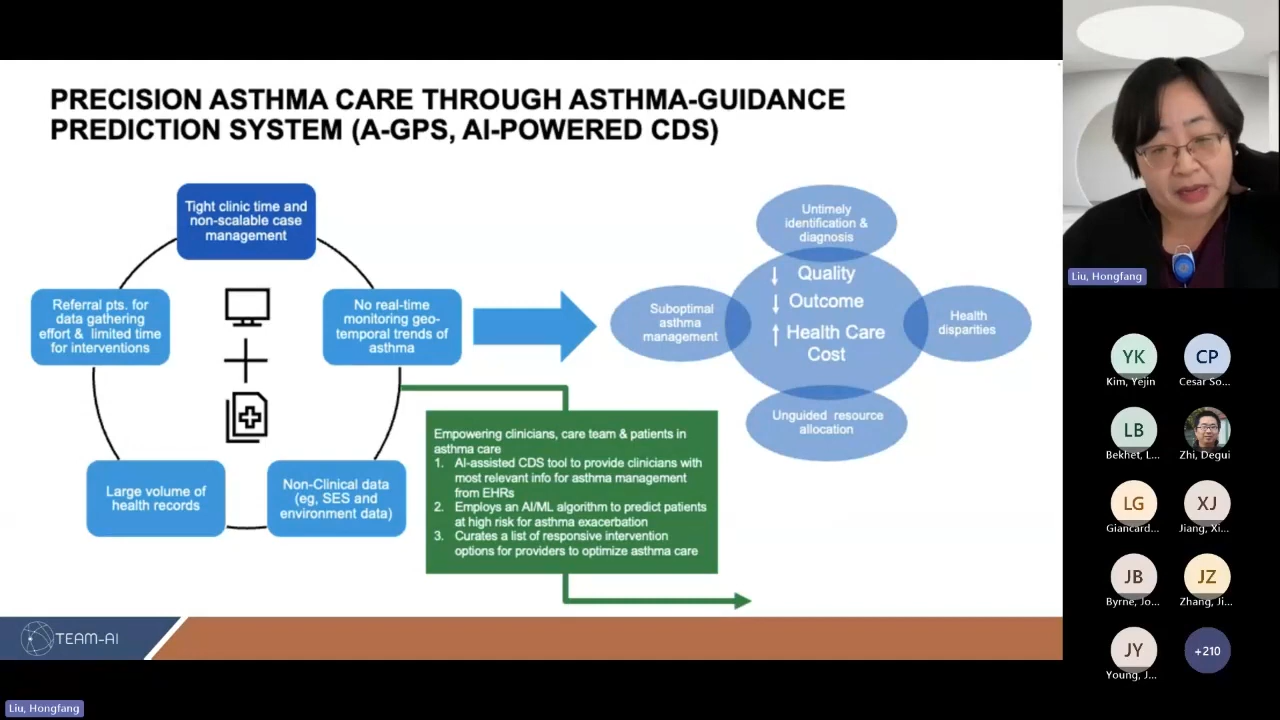 PRECISION ASTHMA CARE THROUGH ASTHMA-GUIDANCE
PREDICTION SYSTEM (A-GPS, AI-POWERED CDS)
Tight clinic time and
non-scalable case
management
Referral pts. for
data gathering
effort & limited time
for interventions
No real-time
monitoring geo-
temporal trends of
asthma
Large volume of
health records
Non-Clinical data
(eg, SES and
environment data)
Untimely
identification &
diagnosis
Suboptimal
asthma
management
↓ Quality
↓ Outcome
↑ Health Care
Cost
Health
disparities
Unguided resource
allocation
Empowering clinicians, care team & patients in
asthma care
1. AI-assisted CDS tool to provide clinicians with
most relevant info for asthma management
from EHRs
2. Employs an AI/ML algorithm to predict patients
at high risk for asthma exacerbation
3. Curates a list of responsive intervention
options for providers to optimize asthma care
TEAM-AI
Liu, Hongfang
YK
Kim, Yejin
CP
Cesar So...
LB
Bekhet, L...
Zhi, Degui
LG
Giancard...
XJ
Jiang, Xi...
JB
Byrne, Jo...
JZ
Zhang, Ji...
JY
Young, J...
+210
Liu, Hongfang